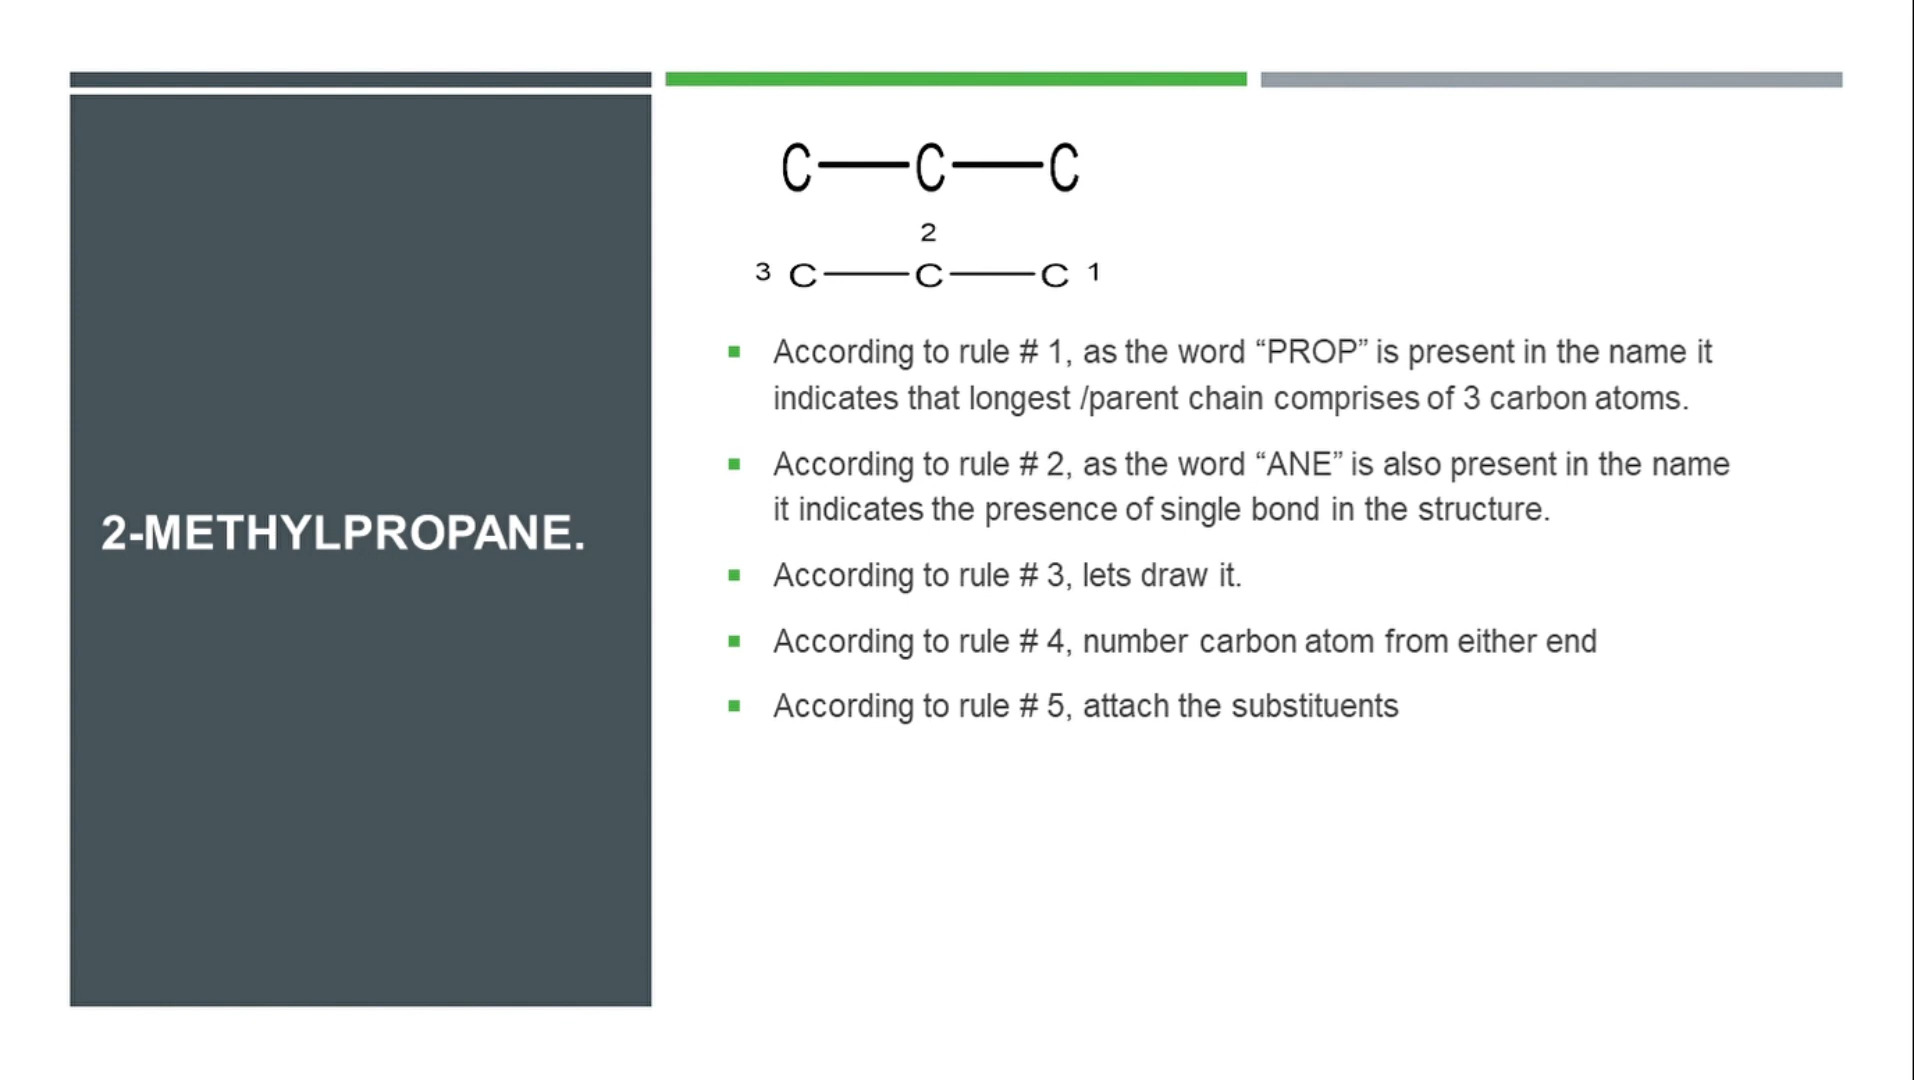 2-METHYLPROPANE.
C C C
2
3 C C C 1
According to rule # 1, as the word “PROP” is present in the name it
indicates that longest /parent chain comprises of 3 carbon atoms.
According to rule # 2, as the word “ANE” is also present in the name
it indicates the presence of single bond in the structure.
According to rule # 3, lets draw it.
According to rule # 4, number carbon atom from either end
According to rule # 5, attach the substituents